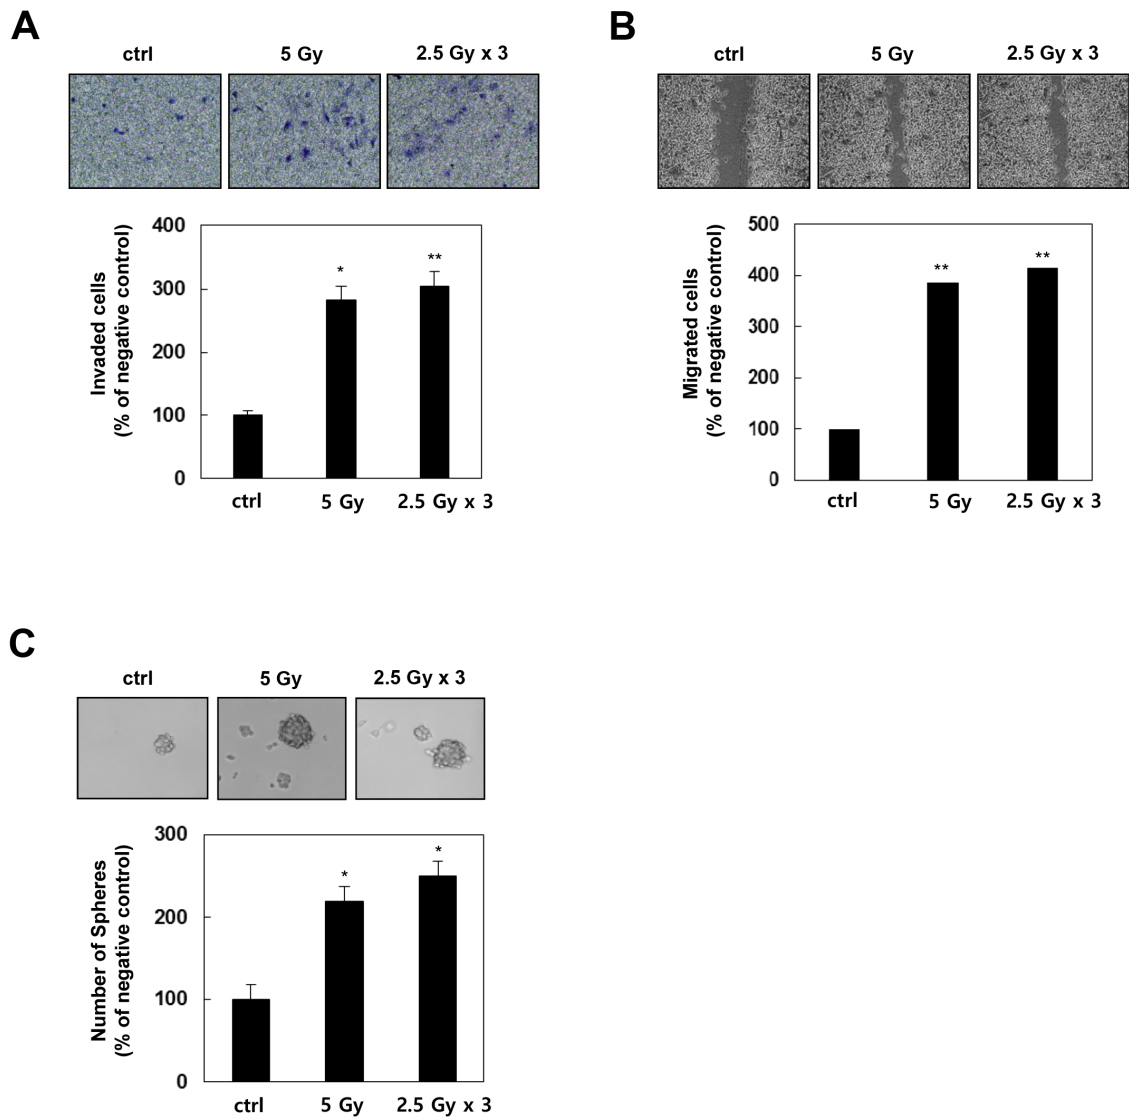 A
ctrl
5 Gy
2.5 Gy x 3
Invaded cells
(% of negative control)
400
300
200
100
0
*
**
ctrl
5 Gy
2.5 Gy x 3
B
ctrl
5 Gy
2.5 Gy x 3
Migrated cells
(% of negative control)
500
400
300
200
100
0
**
**
ctrl
5 Gy
2.5 Gy x 3
C
ctrl
5 Gy
2.5 Gy x 3
Number of Spheres
(% of negative control)
300
200
100
0
*
*
ctrl
5 Gy
2.5 Gy x 3